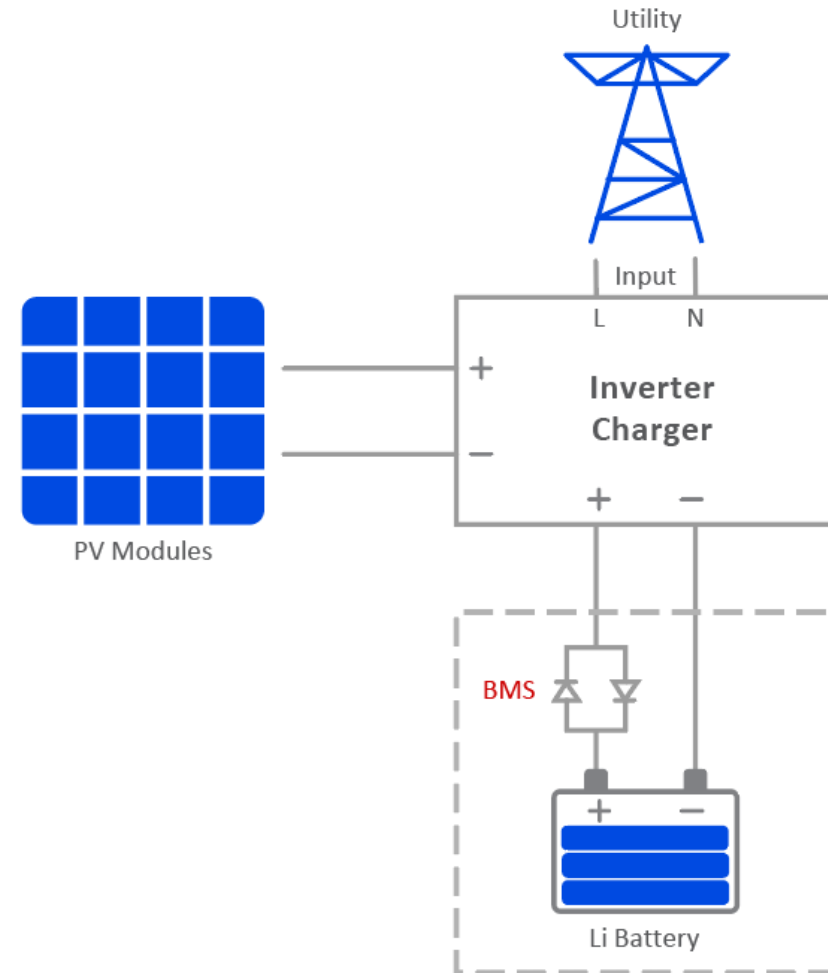 Utility
Input
L N
+
Inverter
Charger
−
+ −
PV Modules
BMS
+ −
Li Battery